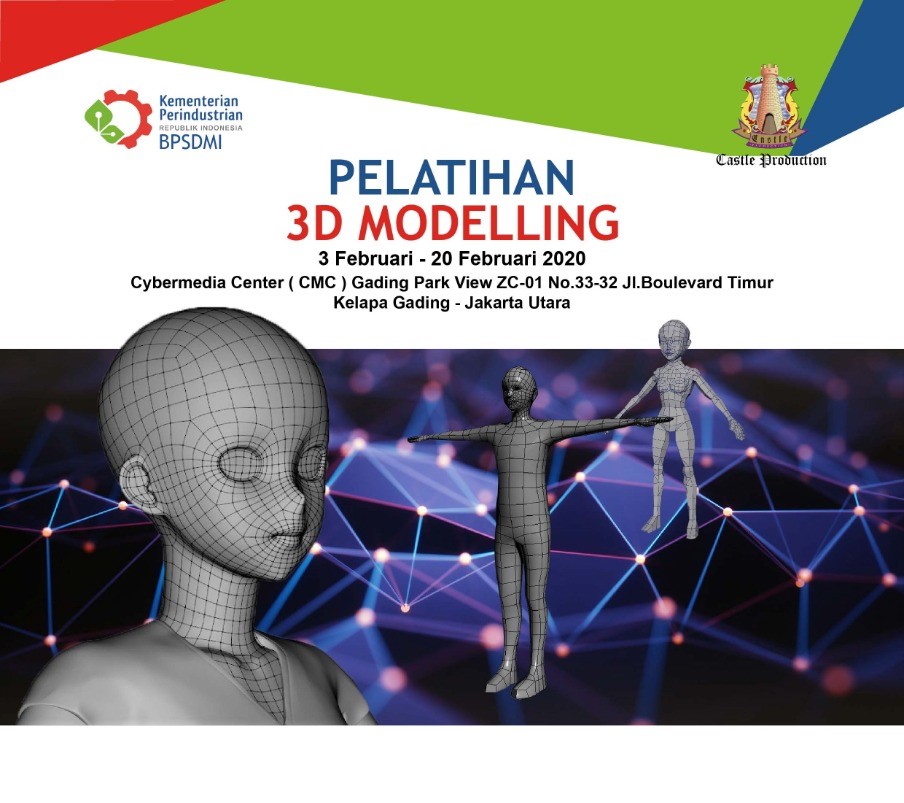 Kementerian
Perindustrian
REPUBLIK INDONESIA
BPSDMI
Castle
Castle Production
PELATIHAN
3D MODELLING
3 Februari - 20 Februari 2020
Cybermedia Center ( CMC ) Gading Park View ZC-01 No.33-32 Jl.Boulevard Timur
Kelapa Gading - Jakarta Utara